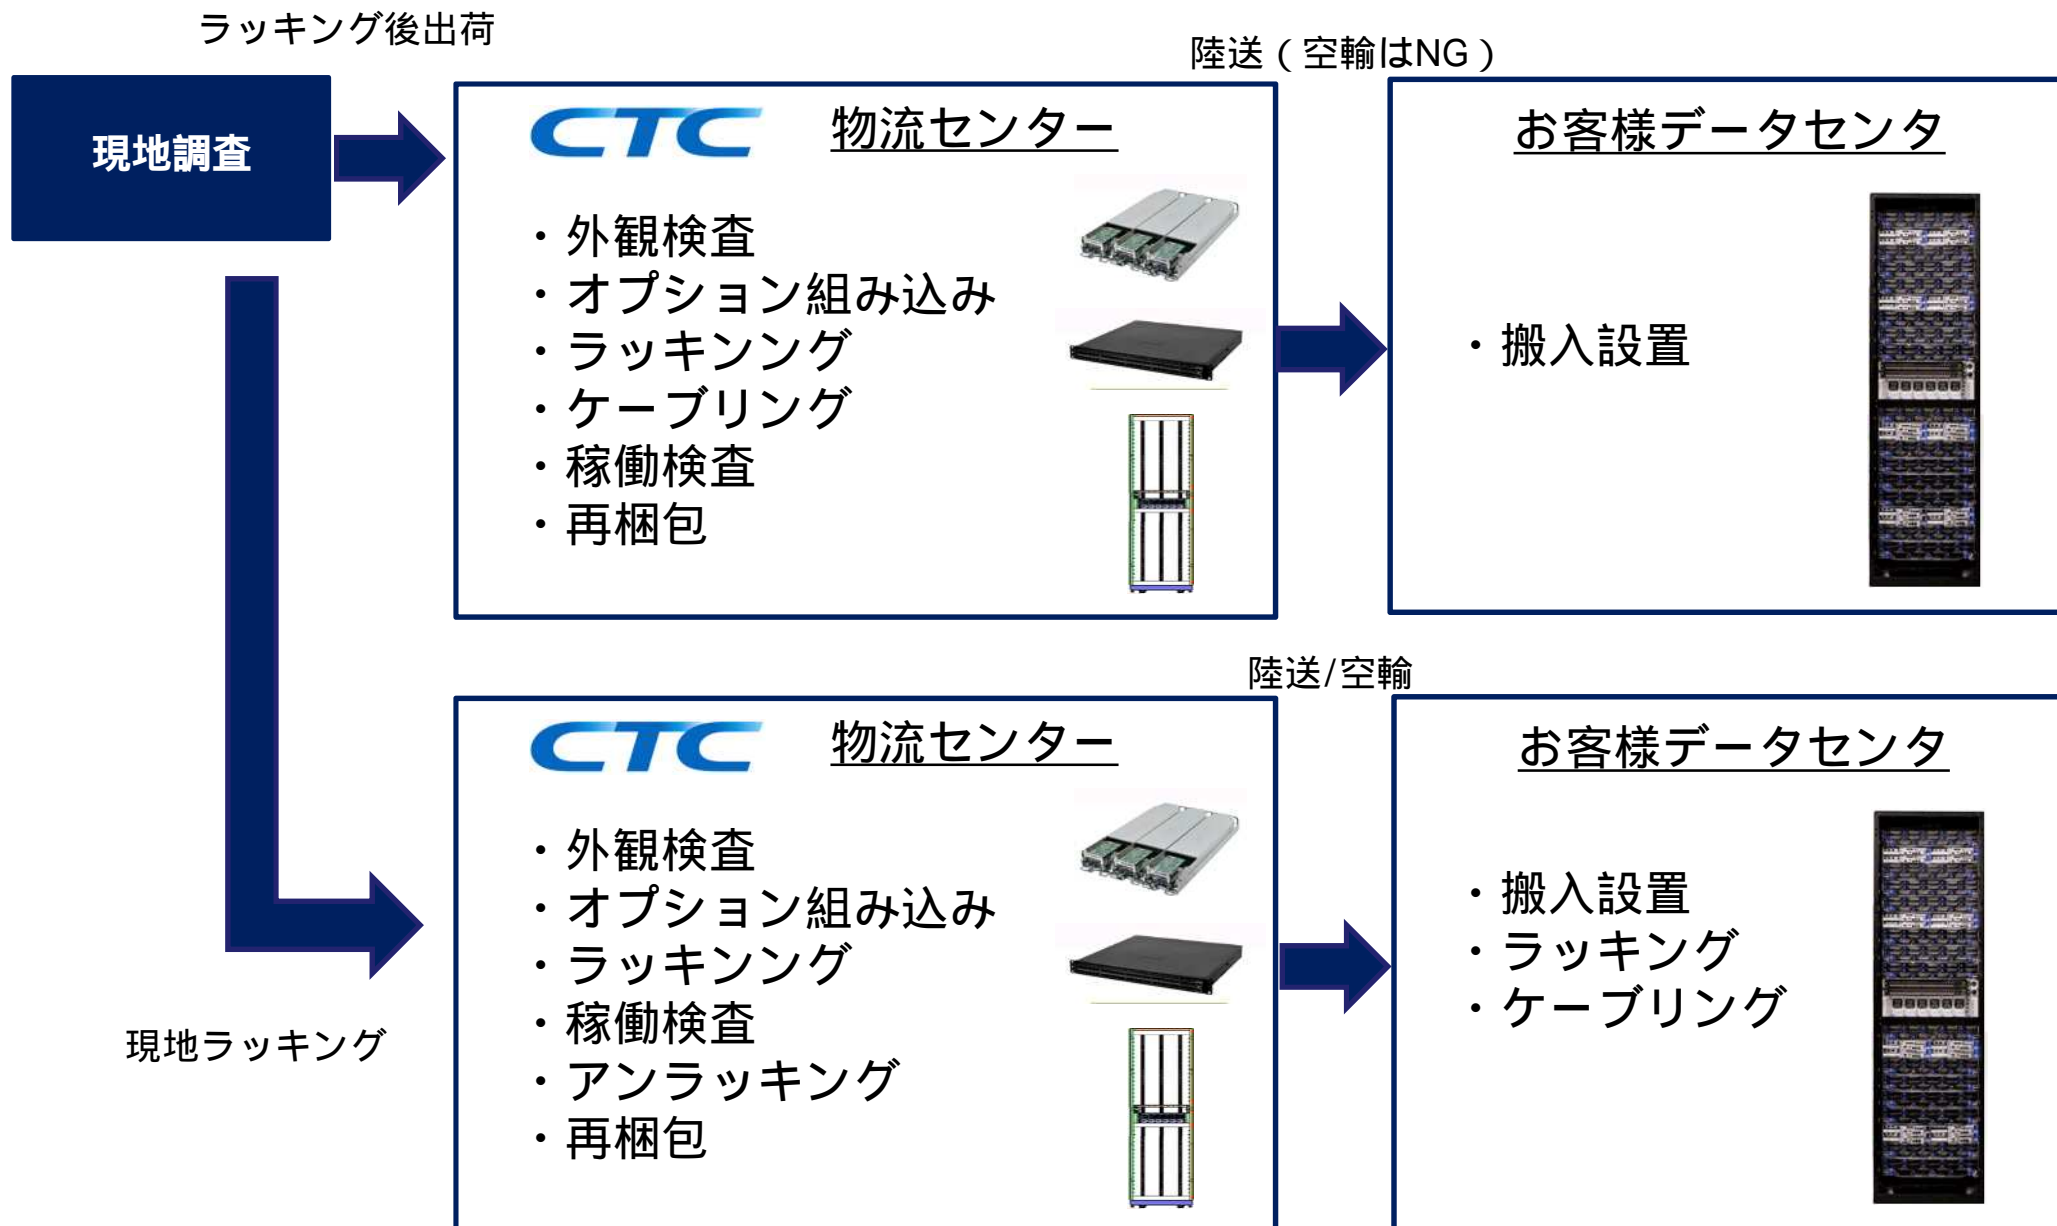 ラッキング後出荷
現地調査
陸送（空輸はNG）
CTC 物流センター
・外観検査
・オプション組み込み
・ラッキンング
・ケーブリング
・稼働検査
・再梱包
お客様データセンタ
・搬入設置
現地ラッキング
陸送/空輸
CTC 物流センター
・外観検査
・オプション組み込み
・ラッキンング
・稼働検査
・アンラッキング
・再梱包
お客様データセンタ
・搬入設置
・ラッキング
・ケーブリング